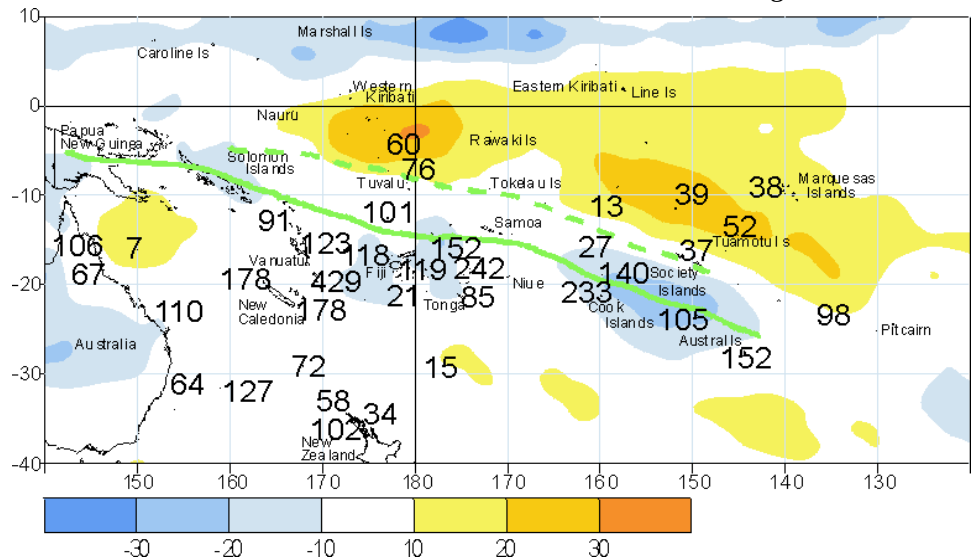 10
Marshall Is
Caroline Is
Western
Kiribati
Eastern Kiribati
Line Is
0
Nauru
Papua
New Guinea
60
Rawaki Is
Solomon
Islands
76
Tuvalu
Tokelau Is
Marquesas
Islands
-10
39
38
13
101
91
Samoa
52
106
7
123
118
152
27
37
Tuamotu Is
Vanuatu
Fiji
119
242
67
178
429
Niue
140
Society
Islands
-20
21
Tonga
85
233
110
New
Caledonia
178
Cook
Islands
105
98
Pitcairn
Australia
Australs
152
-30
72
15
64
127
58
34
102
New
Zealand
-40
150
160
170
180
170
160
150
140
130
-30
-20
-10
10
20
30